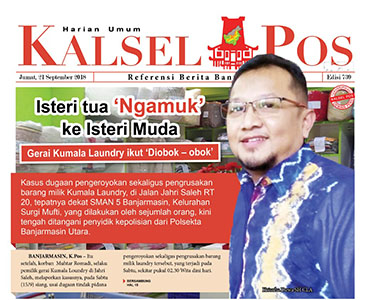 Harian Umum
KALSEL POS
Jumat, 21 September 2018
Referensi Berita Ban
Edisi 739
Isteri tua 'Ngamuk'
ke Isteri Muda
Gerai Kumala Laundry ikut 'Diobok - obok'
Kasus dugaan pengeroyokan sekaligus pengrusakan
barang milik Kumala Laundry, di Jalan Jahri Saleh RT
20, tepatnya dekat SMAN 5 Banjarmasin, Kelurahan
Surgi Mufti, yang dilakukan oleh sejumlah orang, kini
tengah ditangani penyidik kepolisian dari Polsekta
Banjarmasin Utara.
BANJARMASIN, K.Pos – Itu
setelah, korban Muhtar Romadi, selaku
pemilik gerai Kumala Loundry di Jahri
Saleh, melaporkan kasusnya, pada Sabtu
(15/9) siang, usai dugaan tindak pidana
pengeroyokan sekaligus pengrusakan barang
milik laundry tersebut, yang terjadi pada
Sabtu, sekitar pukul 02.30 Wita dini hari.
BERSAMBUNG
HAL 15